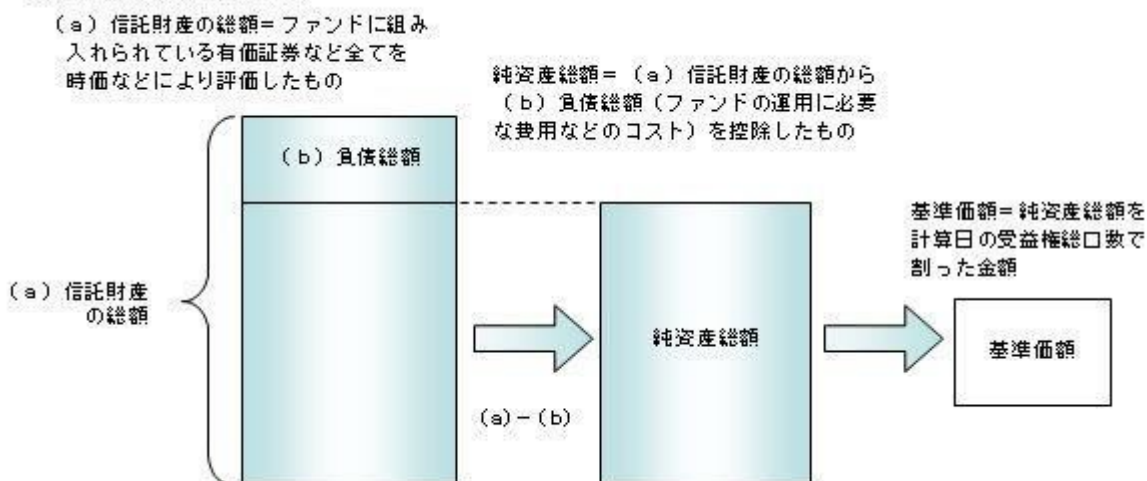 (a)信託財産の総額=ファンドに組み
入れられている有価証券など全てを
時価などにより評価したもの
純資産総額=(a)信託財産の総額から
(b)負債総額(ファンドの運用に必要
な費用などのコスト)を控除したもの
(b)負債総額
基準価額=純資産総額を
計算日の受益権総口数で
割った金額
(a)信託財産
の総額
純資産総額
基準価額
(a)-(b)